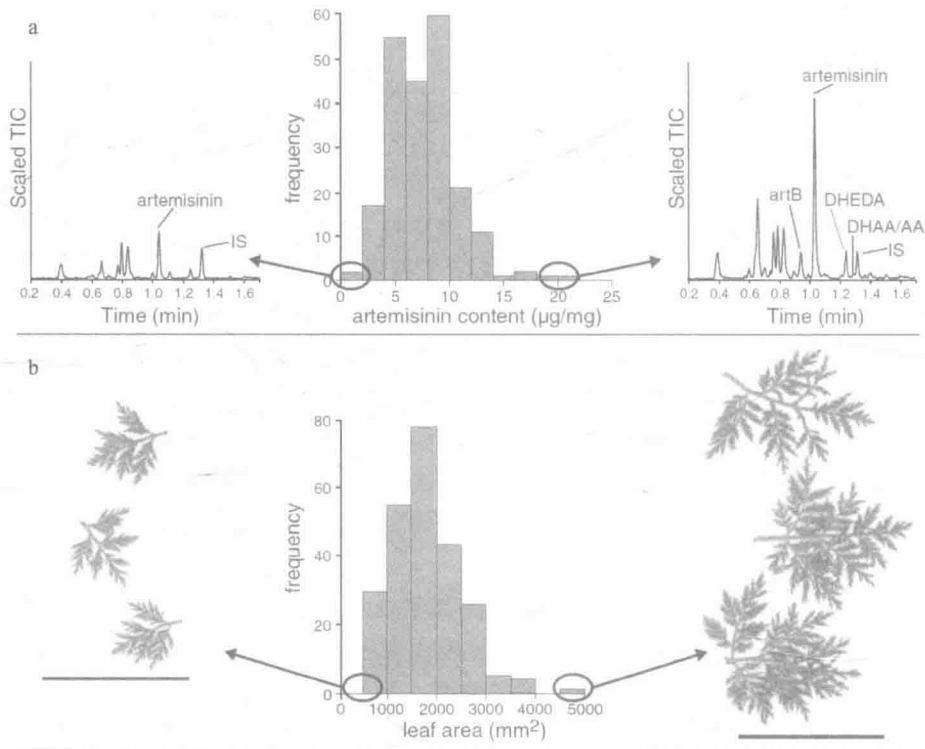 a
Scaled TIC
artemisinin
IS
0.2 0.4 0.6 0.8 1.0 1.2 1.4 1.6
Time (min)
frequency
60
50
40
30
20
10
0
0 5 10 15 20 25
artemisinin content (µg/mg)
Scaled TIC
artemisinin
artB
DHEDA
DHAA/AA
IS
0.2 0.4 0.6 0.8 1.0 1.2 1.4 1.6
Time (min)
b
frequency
80
60
40
20
0
0 1000 2000 3000 4000 5000
leaf area (mm²)